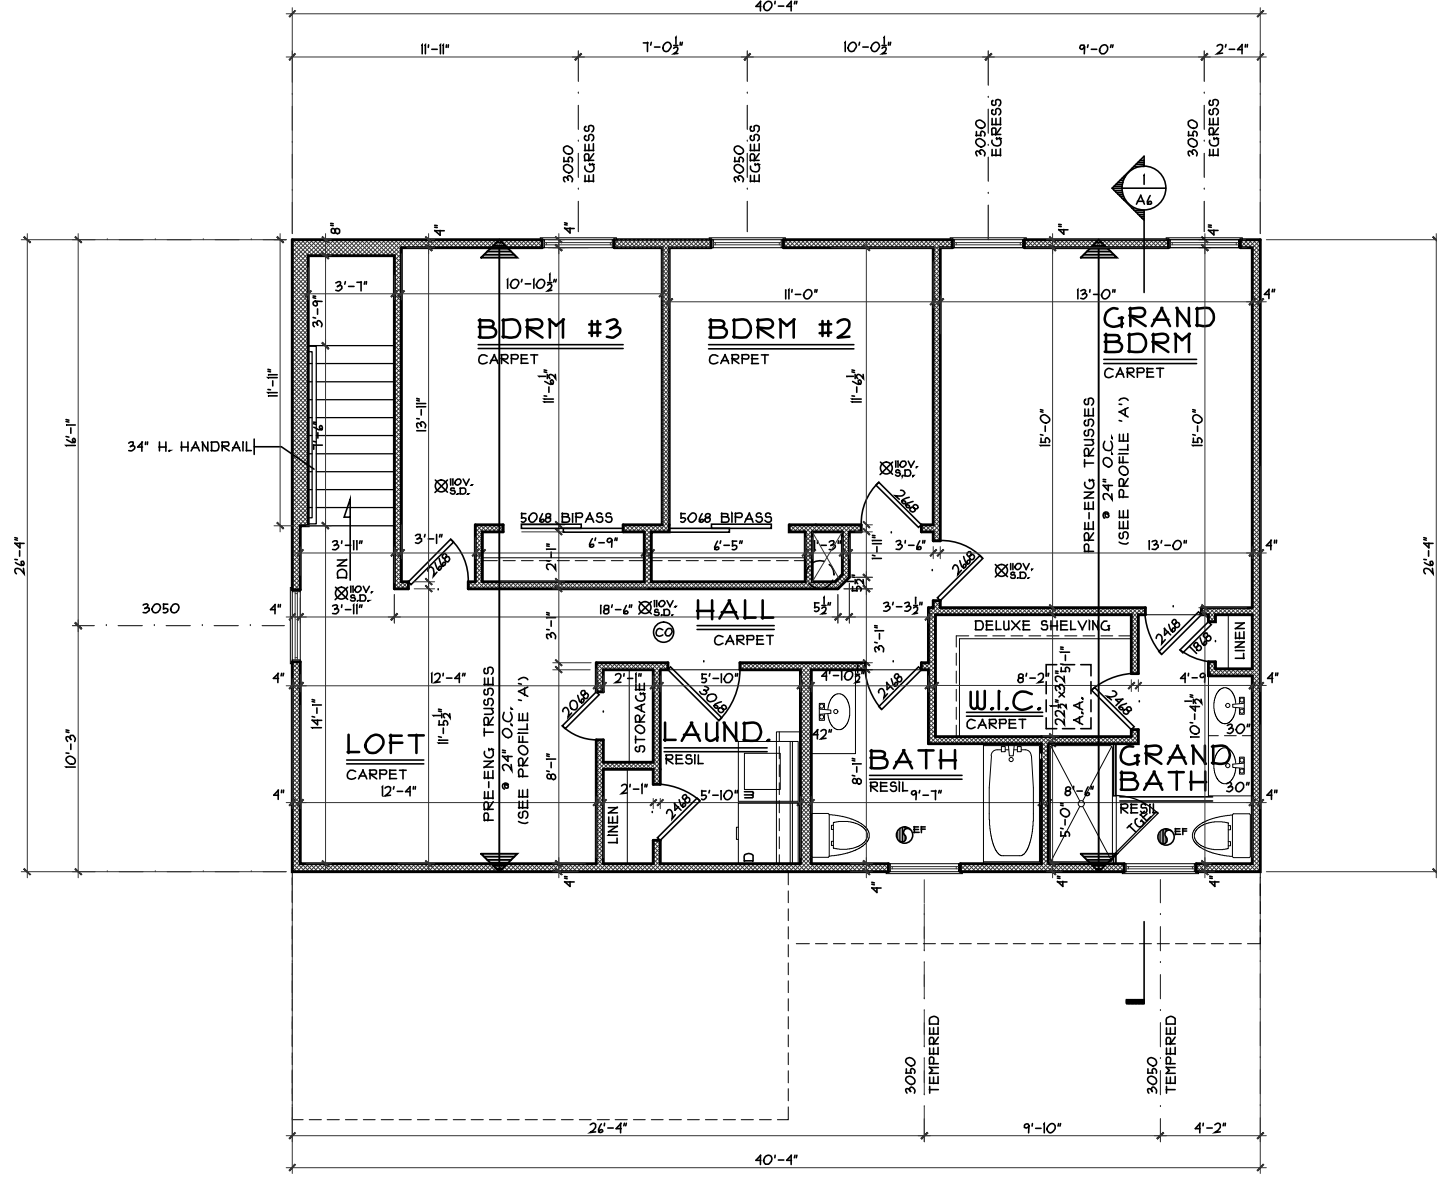 40'-4"
11'-11"
7'-0½"
10'-0½"
9'-0"
2'-4"
3050
EGRESS
3050
EGRESS
3050
EGRESS
3050
EGRESS
1
A6
8"
4"
4"
4"
4"
3'-7"
10'-10½"
11'-0"
13'-0"
4"
3'-9"
BDRM #3
CARPET
BDRM #2
CARPET
GRAND
BDRM
CARPET
11'-11"
13'-11"
11'-6½"
11'-6½"
15'-0"
15'-0"
PRE-ENG TRUSSES
@ 24" O.C.
(SEE PROFILE 'A')
16'-1"
34" H. HANDRAIL
110V.
S.D.
110V.
S.D.
2668
5068 BIPASS
5068 BIPASS
26'-4"
26'-4"
3'-11"
3'-1"
2668
2'-1"
6'-9"
6'-5"
1'-11"
3'-6"
2668
13'-0"
4"
DN
110V.
S.D.
110V.
S.D.
110V.
S.D.
3050
4"
3'-11"
18'-6"
HALL
CARPET
CO
5½"
5½"
3'-3½"
4"
3'-1"
3'-1"
DELUXE SHELVING
2468
1868
LINEN
4"
12'-4"
2'-1"
5'-10"
4'-10½"
8'-2"
5'-1"
4'-9"
4"
14'-1"
11'-5½"
PRE-ENG TRUSSES
@ 24" O.C.
(SEE PROFILE 'A')
2068
STORAGE
3068
2468
W.I.C.
CARPET
22½"x32"
A.A.
2468
10'-4½"
LOFT
CARPET
LAUND.
RESIL
42"
BATH
RESIL
GRAND
BATH
RESIL
30"
30"
10'-3"
8'-1"
8'-1"
4"
12'-4"
2'-1"
5'-10"
9'-7"
8'-6"
4"
LINEN
2468
W
D
EF
5'-0"
TGP
EF
4"
4"
4"
4"
3050
TEMPERED
3050
TEMPERED
26'-4"
9'-10"
4'-2"
40'-4"